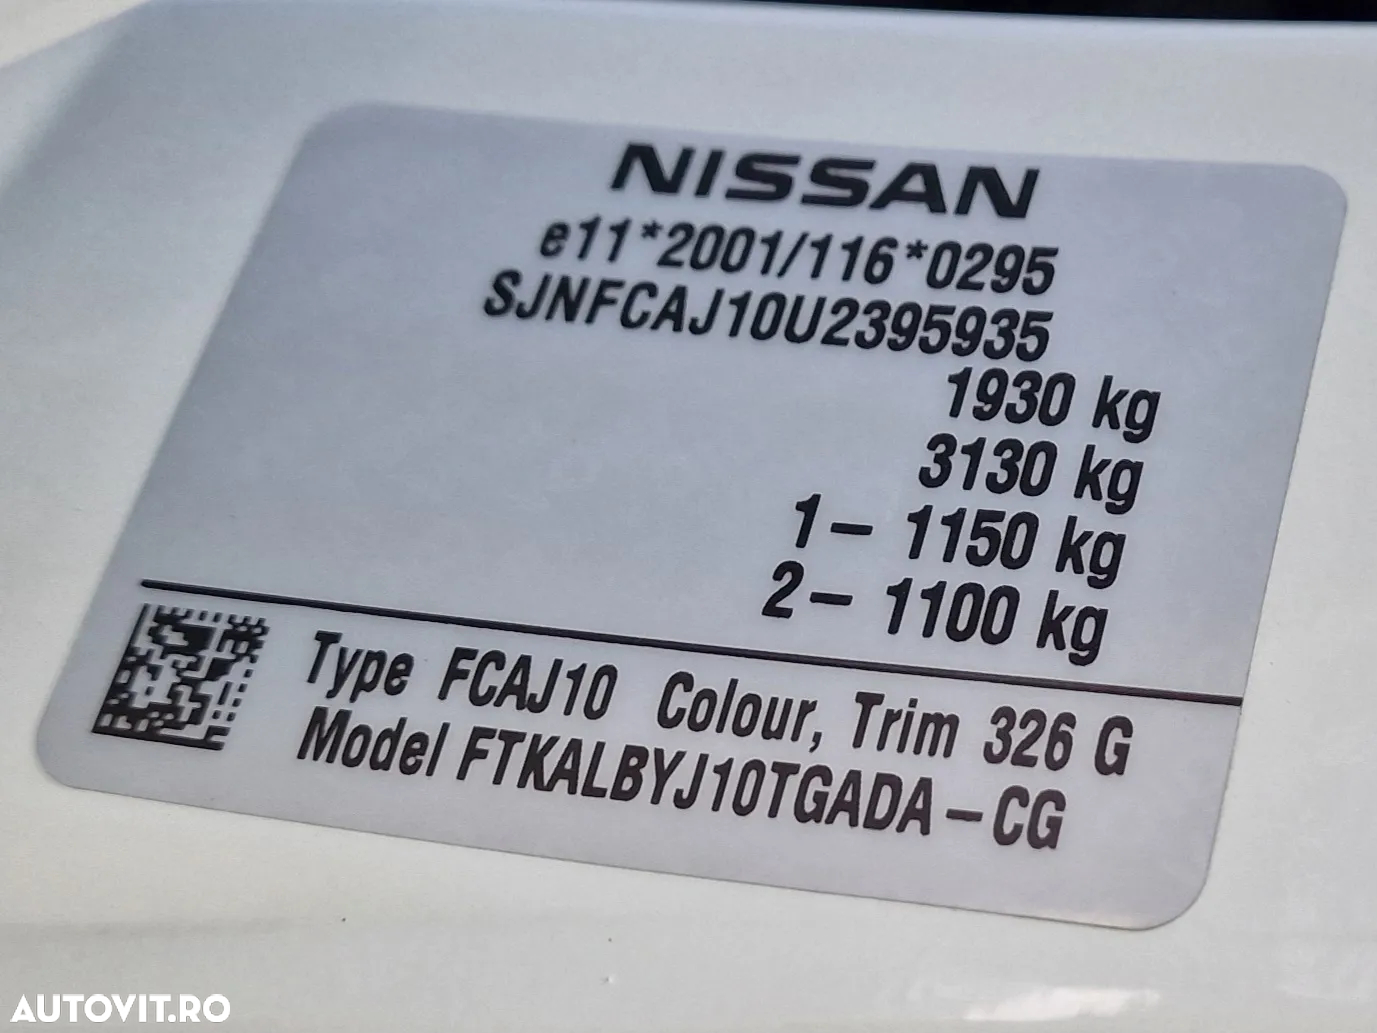 NISSAN
e11*2001/116*0295
SJNFCAJ10U2395935
1930 kg
3130 kg
1- 1150 kg
2- 1100 kg
Type FCAJ10 Colour, Trim 326 G
Model FTKALBYJ10TGADA-CG
AUTOVIT.RO